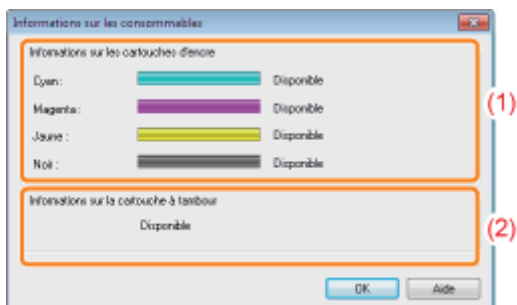 Informations sur les consommables
Informations sur les cartouches d'encre
Cyan : Disponible
Magenta : Disponible
(1)
Jaune : Disponible
Noir : Disponible
Informations sur la cartouche à tambour
Disponible
(2)
OK Aide